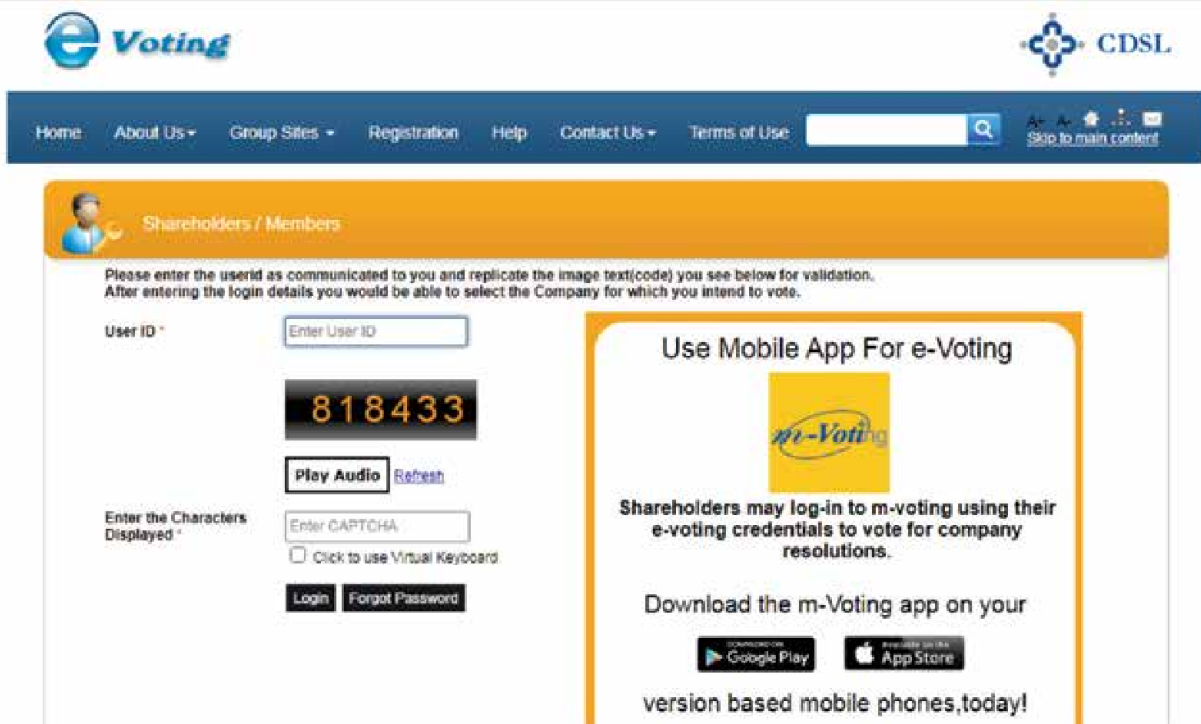 e Voting
CDSL
Home About Us Group Sites Registration Help Contact Us Terms of Use
A+ A-
Skip to main content
Shareholders / Members
Please enter the userid as communicated to you and replicate the image text(code) you see below for validation.
After entering the login details you would be able to select the Company for which you intend to vote.
User ID *
Enter User ID
818433
Play Audio Refresh
Enter the Characters
Displayed *
Enter CAPTCHA
Click to use Virtual Keyboard
Login Forgot Password
Use Mobile App For e-Voting
m-Voting
Shareholders may log-in to m-voting using their
e-voting credentials to vote for company
resolutions.
Download the m-Voting app on your
Google Play
App Store
version based mobile phones,today!